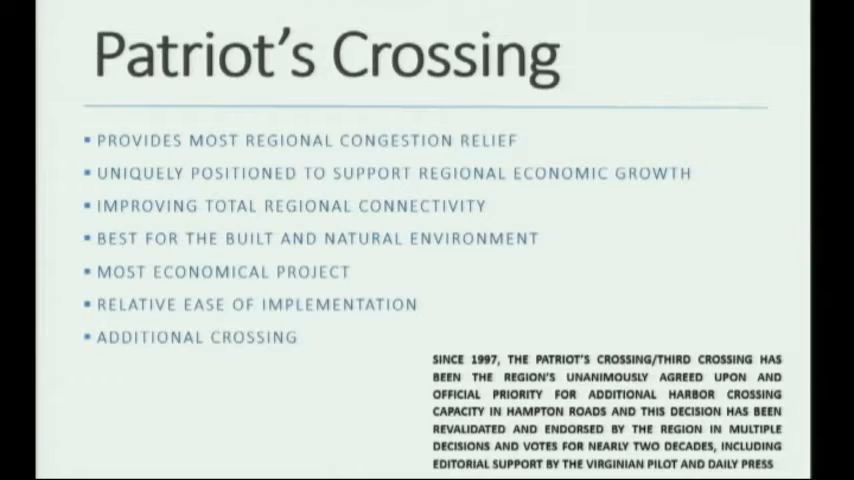 Patriot's Crossing
▪ PROVIDES MOST REGIONAL CONGESTION RELIEF
▪ UNIQUELY POSITIONED TO SUPPORT REGIONAL ECONOMIC GROWTH
▪ IMPROVING TOTAL REGIONAL CONNECTIVITY
▪ BEST FOR THE BUILT AND NATURAL ENVIRONMENT
▪ MOST ECONOMICAL PROJECT
▪ RELATIVE EASE OF IMPLEMENTATION
▪ ADDITIONAL CROSSING
SINCE 1997, THE PATRIOT'S CROSSING/THIRD CROSSING HAS
BEEN THE REGION'S UNANIMOUSLY AGREED UPON AND
OFFICIAL PRIORITY FOR ADDITIONAL HARBOR CROSSING
CAPACITY IN HAMPTON ROADS AND THIS DECISION HAS BEEN
REVALIDATED AND ENDORSED BY THE REGION IN MULTIPLE
DECISIONS AND VOTES FOR NEARLY TWO DECADES, INCLUDING
EDITORIAL SUPPORT BY THE VIRGINIAN PILOT AND DAILY PRESS